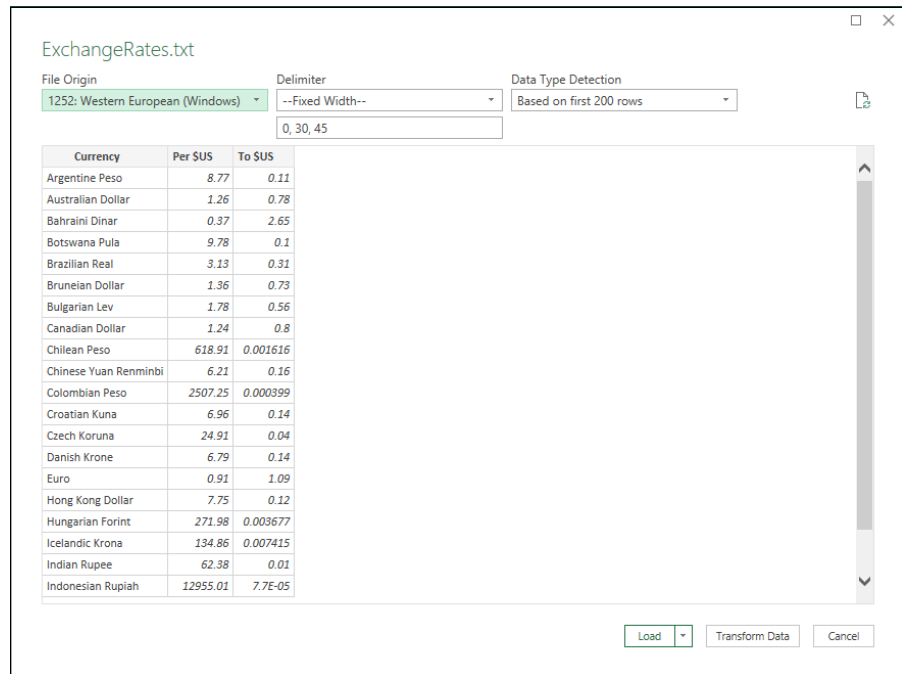 ExchangeRates.txt
File Origin Delimiter Data Type Detection
1252: Western European (Windows) --Fixed Width-- Based on first 200 rows
0, 30, 45
Currency Per $US To $US
Argentine Peso 8.77 0.11
Australian Dollar 1.26 0.78
Bahraini Dinar 0.37 2.65
Botswana Pula 9.78 0.1
Brazilian Real 3.13 0.31
Bruneian Dollar 1.36 0.73
Bulgarian Lev 1.78 0.56
Canadian Dollar 1.24 0.8
Chilean Peso 618.91 0.001616
Chinese Yuan Renminbi 6.21 0.16
Colombian Peso 2507.25 0.000399
Croatian Kuna 6.96 0.14
Czech Koruna 24.91 0.04
Danish Krone 6.79 0.14
Euro 0.91 1.09
Hong Kong Dollar 7.75 0.12
Hungarian Forint 271.98 0.003677
Icelandic Krona 134.86 0.007415
Indian Rupee 62.38 0.01
Indonesian Rupiah 12955.01 7.7E-05
Load Transform Data Cancel